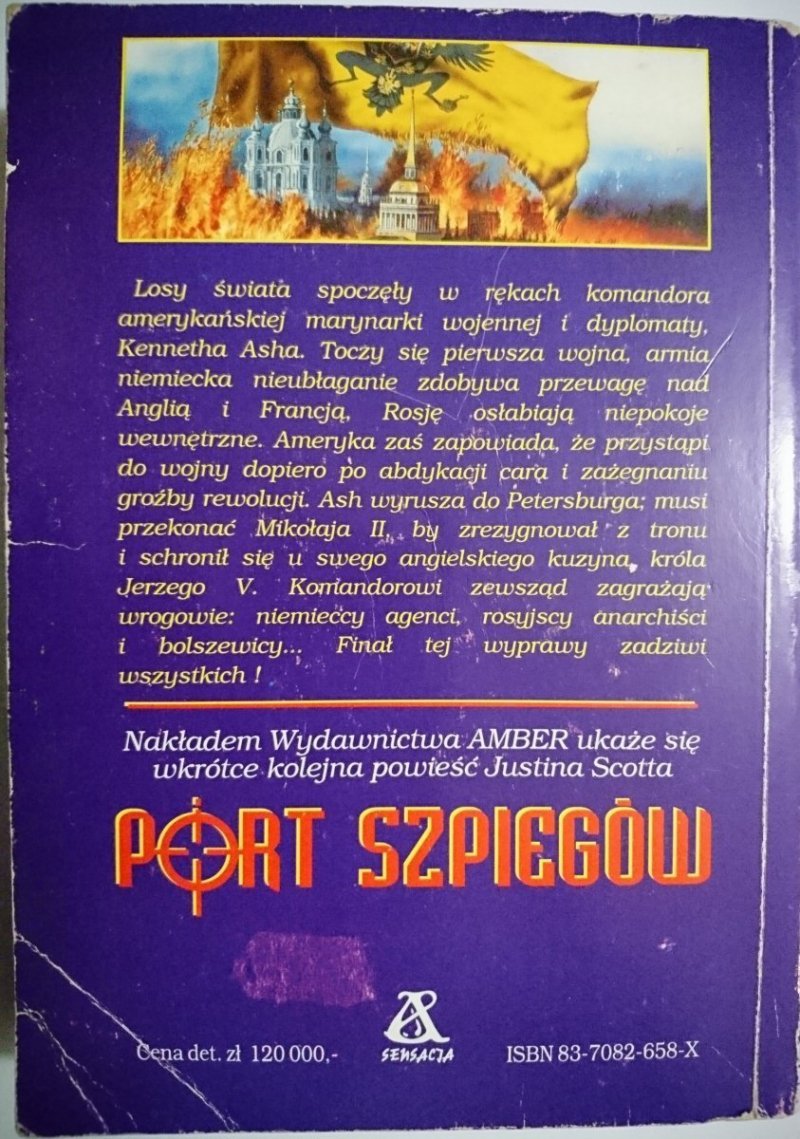 Losy świata spoczęły w rękach komandora
amerykańskiej marynarki wojennej i dyplomaty,
Kennetha Asha. Toczy się pierwsza wojna, armia
niemiecka nieubłaganie zdobywa przewagę nad
Anglią i Francją, Rosję osłabiają niepokoje
wewnętrzne. Ameryka zaś zapowiada, że przystąpi
do wojny dopiero po abdykacji cara i zażegnaniu
groźby rewolucji. Ash wyrusza do Petersburga; musi
przekonać Mikołaja II, by zrezygnował z tronu
i schronił się u swego angielskiego kuzyna, króla
Jerzego V. Komandorowi zewsząd zagrażają
wrogowie: niemieccy agenci, rosyjscy anarchiści
i bolszewicy... Finał tej wyprawy zadziwi
wszystkich !
Nakładem Wydawnictwa AMBER ukaże się
wkrótce kolejna powieść Justina Scotta
PORT SZPIEGÓW
Cena det. zł 120 000,-
A
SENSACJA
ISBN 83-7082-658-X